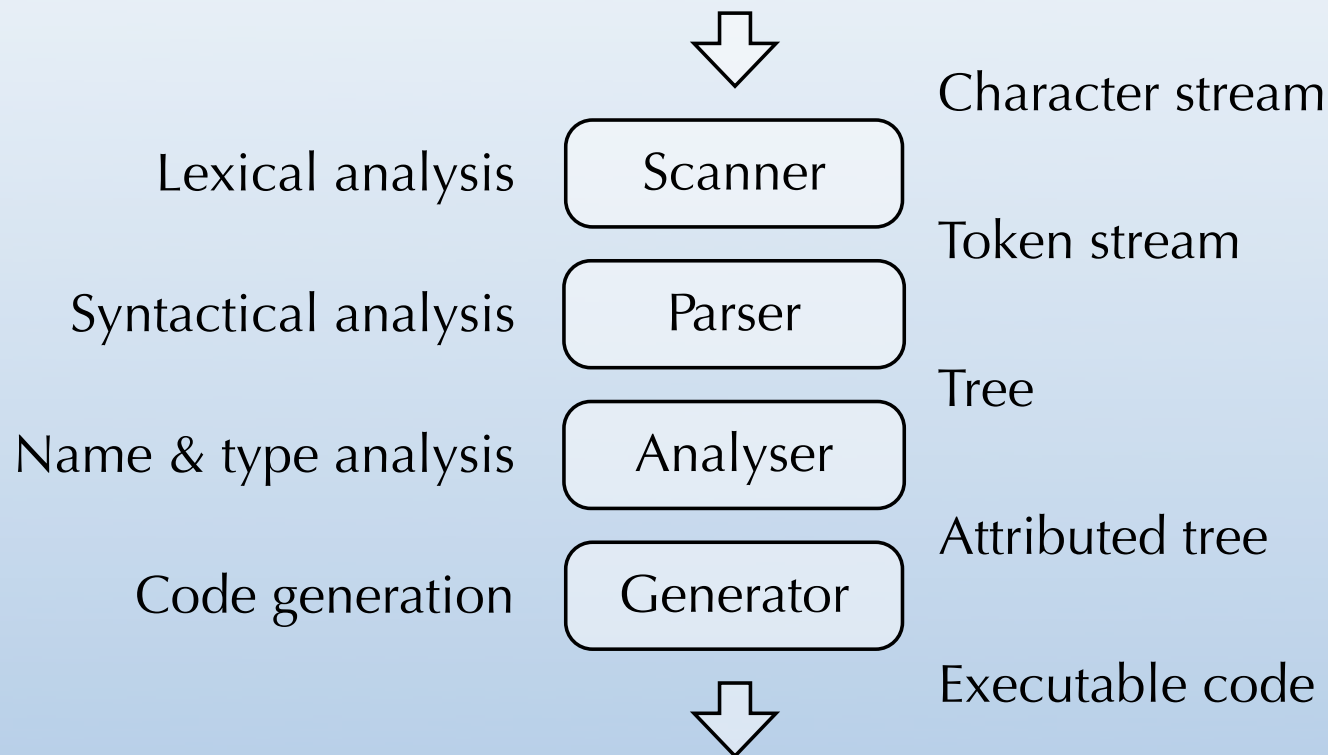 Character stream
Lexical analysis
Scanner
Token stream
Syntactical analysis
Parser
Tree
Name & type analysis
Analyser
Attributed tree
Code generation
Generator
Executable code